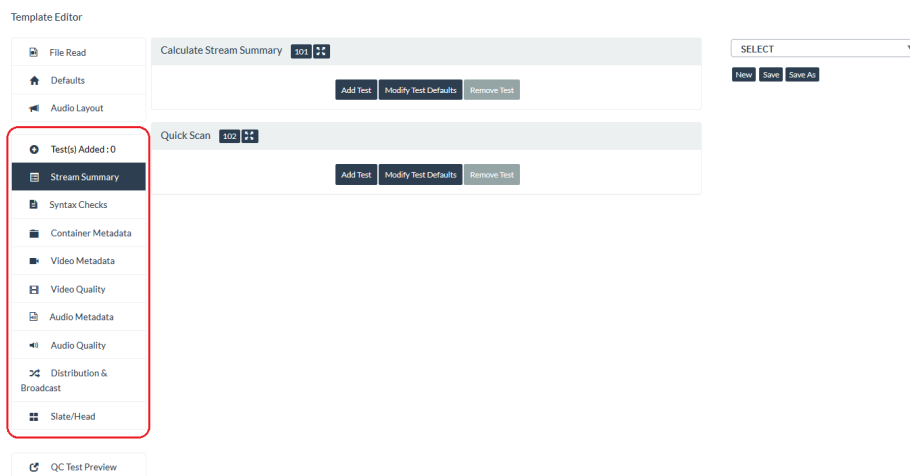 Template Editor
File Read
Defaults
Audio Layout
Test(s) Added : 0
Stream Summary
Syntax Checks
Container Metadata
Video Metadata
Video Quality
Audio Metadata
Audio Quality
Distribution &
Broadcast
Slate/Head
QC Test Preview
Calculate Stream Summary 101
Add Test Modify Test Defaults Remove Test
Quick Scan 102
Add Test Modify Test Defaults Remove Test
SELECT
New Save Save As